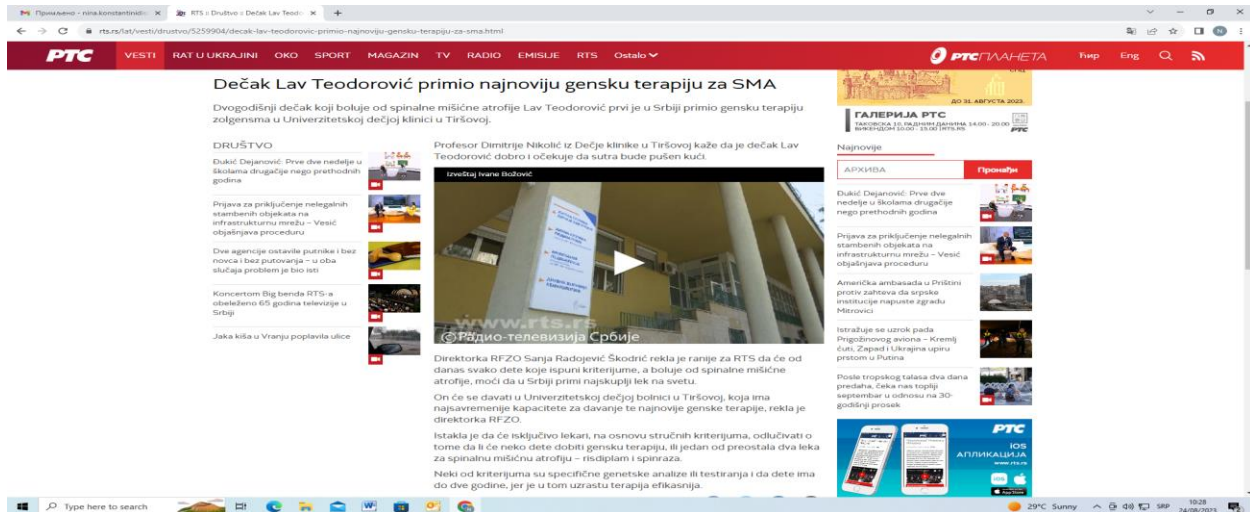 Примљено - nina.konstantinidis
RTS :: Društvo :: Dečak Lav Teodo
rts.rs/lat/vesti/drustvo/5259904/decak-lav-teodorovic-primio-najnoviju-gensku-terapiju-za-sma.html
РТС VESTI RAT U UKRAJINI OKO SPORT MAGAZIN TV RADIO EMISIJE RTS Ostalo РТСПЛАНЕТА Ћир Eng
Dečak Lav Teodorović primio najnoviju gensku terapiju za SMA
Dvogodišnji dečak koji boluje od spinalne mišićne atrofije Lav Teodorović prvi je u Srbiji primio gensku terapiju
zolgensma u Univerzitetskoj dečjoj klinici u Tiršovoj.
DRUŠTVO
Đukić Dejanović: Prve dve nedelje u
školama drugačije nego prethodnih
godina
Prijava za priključenje nelegalnih
stambenih objekata na
infrastrukturnu mrežu – Vesić
objašnjava proceduru
Dve agencije ostavile putnike i bez
novca i bez putovanja – u oba
slučaja problem je bio isti
Koncertom Big benda RTS-a
obeleženo 65 godina televizije u
Srbiji
Jaka kiša u Vranju poplavila ulice
Profesor Dimitrije Nikolić iz Dečje klinike u Tiršovoj kaže da je dečak Lav
Teodorović dobro i očekuje da sutra bude pušen kući.
Izveštaj Ivane Božović
www.rts.rs
©Радио-телевизија Србије
Direktorka RFZO Sanja Radojević Škodrić rekla je ranije za RTS da će od
danas svako dete koje ispuni kriterijume, a boluje od spinalne mišićne
atrofije, moći da u Srbiji primi najskuplji lek na svetu.
On će se davati u Univerzitetskoj dečjoj bolnici u Tiršovoj, koja ima
najsavremenije kapacitete za davanje te najnovije genske terapije, rekla je
direktorka RFZO.
Istakla je da će isključivo lekari, na osnovu stručnih kriterijuma, odlučivati o
tome da li će neko dete dobiti gensku terapiju, ili jedan od preostala dva leka
za spinalnu mišićnu atrofiju – risdiplam i spinraza.
Neki od kriterijuma su specifične genetske analize ili testiranja i da dete ima
do dve godine, jer je u tom uzrastu terapija efikasnija.
ДО 31. АВГУСТА 2023.
ГАЛЕРИЈА РТС
ТАКОВСКА 10, РАДНИМ ДАНИМА 14.00 - 20.00
ВИКЕНДОМ 10.00 - 15.00 |RTS.RS
РТС
Najnovije
АРХИВА Пронађи
Đukić Dejanović: Prve dve
nedelje u školama drugačije
nego prethodnih godina
Prijava za priključenje nelegalnih
stambenih objekata na
infrastrukturnu mrežu – Vesić
objašnjava proceduru
Američka ambasada u Prištini
protiv zahteva da srpske
institucije napuste zgradu
Mitrovici
Istražuje se uzrok pada
Prigožinovog aviona – Kremlj
ćuti, Zapad i Ukrajina upiru
prstom u Putina
Posle tropskog talasa dva dana
predaha, čeka nas topliji
septembar u odnosu na 30-
godišnji prosek
РТС
iOS
АПЛИКАЦИЈА
www.rts.rs
Type here to search
29°C Sunny
SRP
10:28
24/08/2023